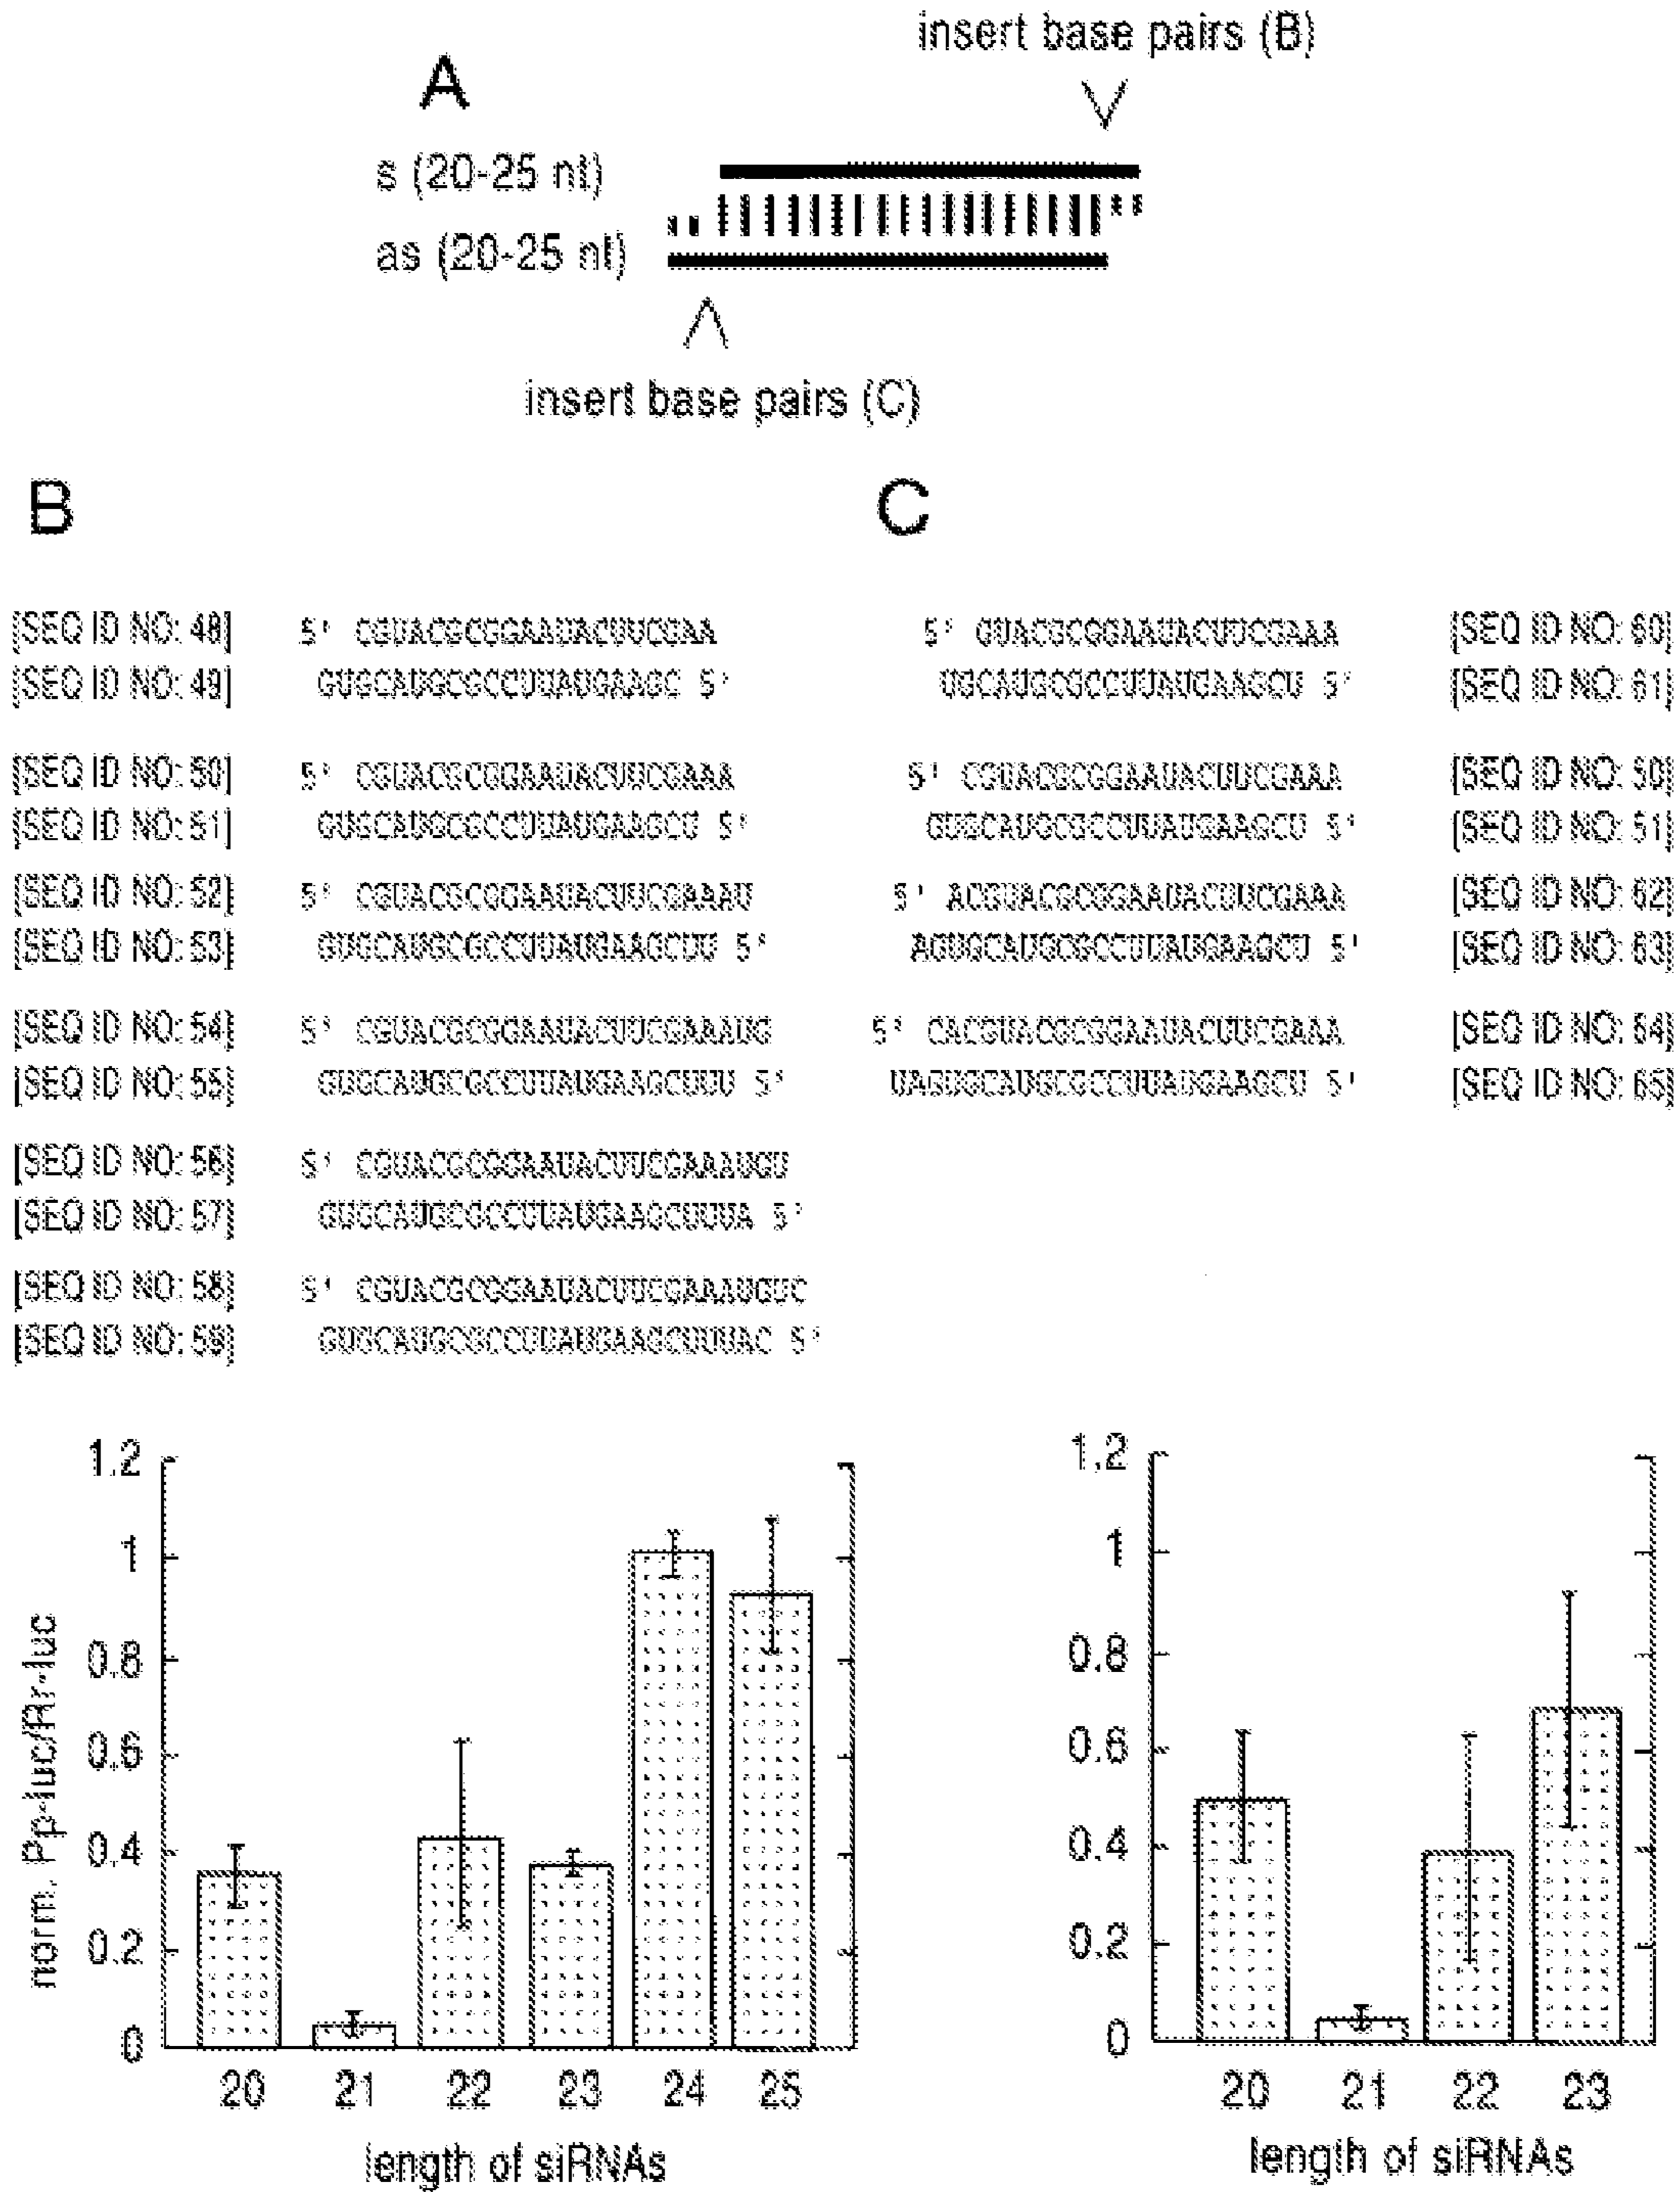 insert base pairs (B)
A
s (20-25 nt)
as (20-25 nt)
insert base pairs (C)
B
[SEQ ID NO: 48] 5' CGUACGCGGAAUACUUCGAA
[SEQ ID NO: 49] GUGCAUGCGCCUUAUGAAGC 5'
[SEQ ID NO: 50] 5' CGUACGCGGAAUACUUCGAAA
[SEQ ID NO: 51] GUGCAUGCGCCUUAUGAAGCU 5'
[SEQ ID NO: 52] 5' CGUACGCGGAAUACUUCGAAAU
[SEQ ID NO: 53] GUGCAUGCGCCUUAUGAAGCUU 5'
[SEQ ID NO: 54] 5' CGUACGCGGAAUACUUCGAAAUG
[SEQ ID NO: 55] GUGCAUGCGCCUUAUGAAGCUUU 5'
[SEQ ID NO: 56] 5' CGUACGCGGAAUACUUCGAAAUGU
[SEQ ID NO: 57] GUGCAUGCGCCUUAUGAAGCUUUA 5'
[SEQ ID NO: 58] 5' CGUACGCGGAAUACUUCGAAAUGUC
[SEQ ID NO: 59] GUGCAUGCGCCUUAUGAAGCUUUAC 5'
norm. Pp-luc/Rr-luc
1.2
1
0.8
0.6
0.4
0.2
0
20 21 22 23 24 25
length of siRNAs
C
5' GUACGCGGAAUACUUCGAAA [SEQ ID NO: 60]
UGCAUGCGCCUUAUGAAGCU 5' [SEQ ID NO: 61]
5' CGUACGCGGAAUACUUCGAAA [SEQ ID NO: 50]
GUGCAUGCGCCUUAUGAAGCU 5' [SEQ ID NO: 51]
5' ACGUACGCGGAAUACUUCGAAA [SEQ ID NO: 62]
AGUGCAUGCGCCUUAUGAAGCU 5' [SEQ ID NO: 63]
5' CACGUACGCGGAAUACUUCGAAA [SEQ ID NO: 64]
UAGUGCAUGCGCCUUAUGAAGCU 5' [SEQ ID NO: 65]
1.2
1
0.8
0.6
0.4
0.2
0
20 21 22 23
length of siRNAs